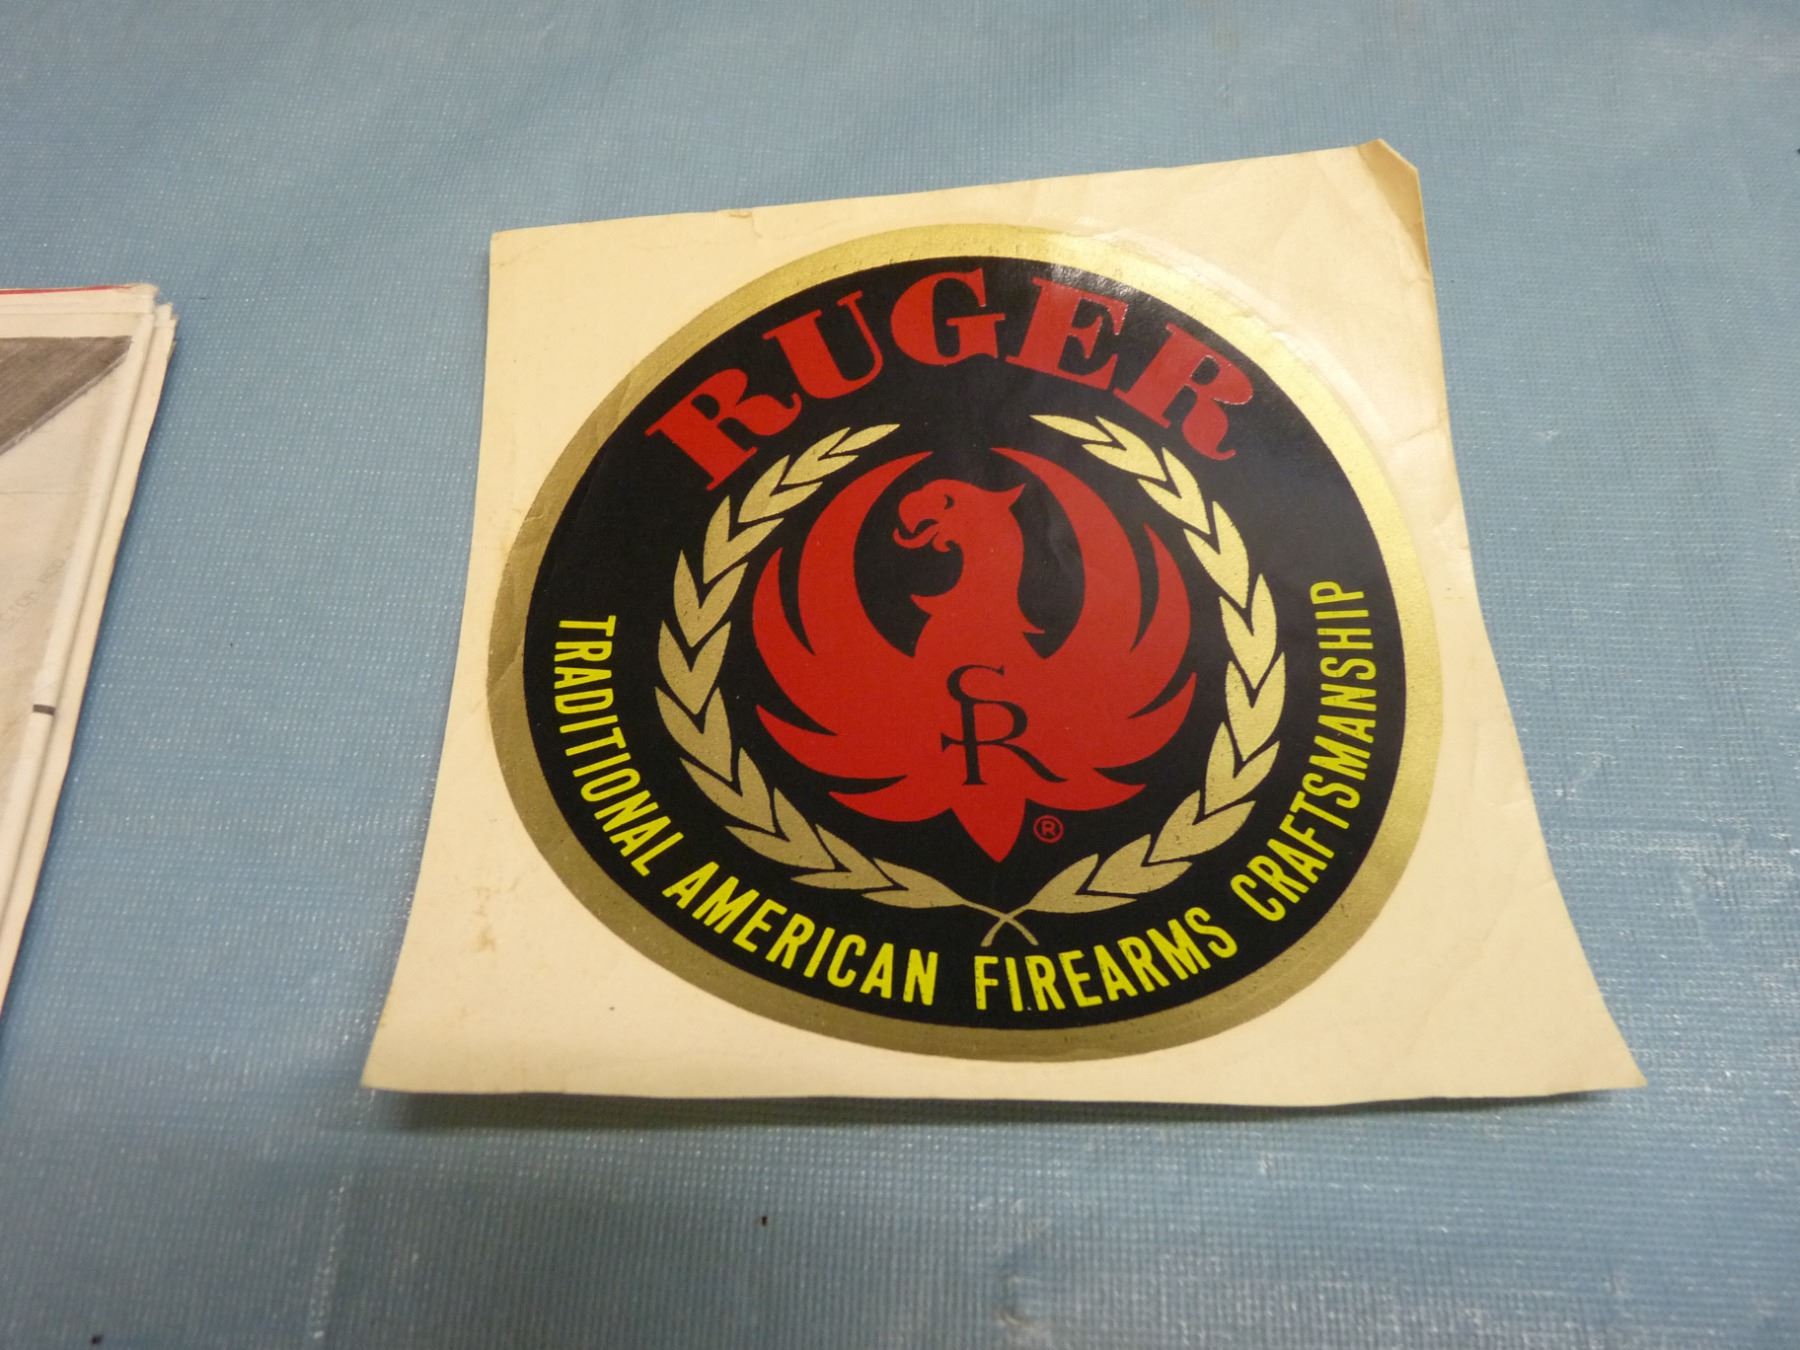 RUGER
SR
®
TRADITIONAL AMERICAN FIREARMS CRAFTSMANSHIP